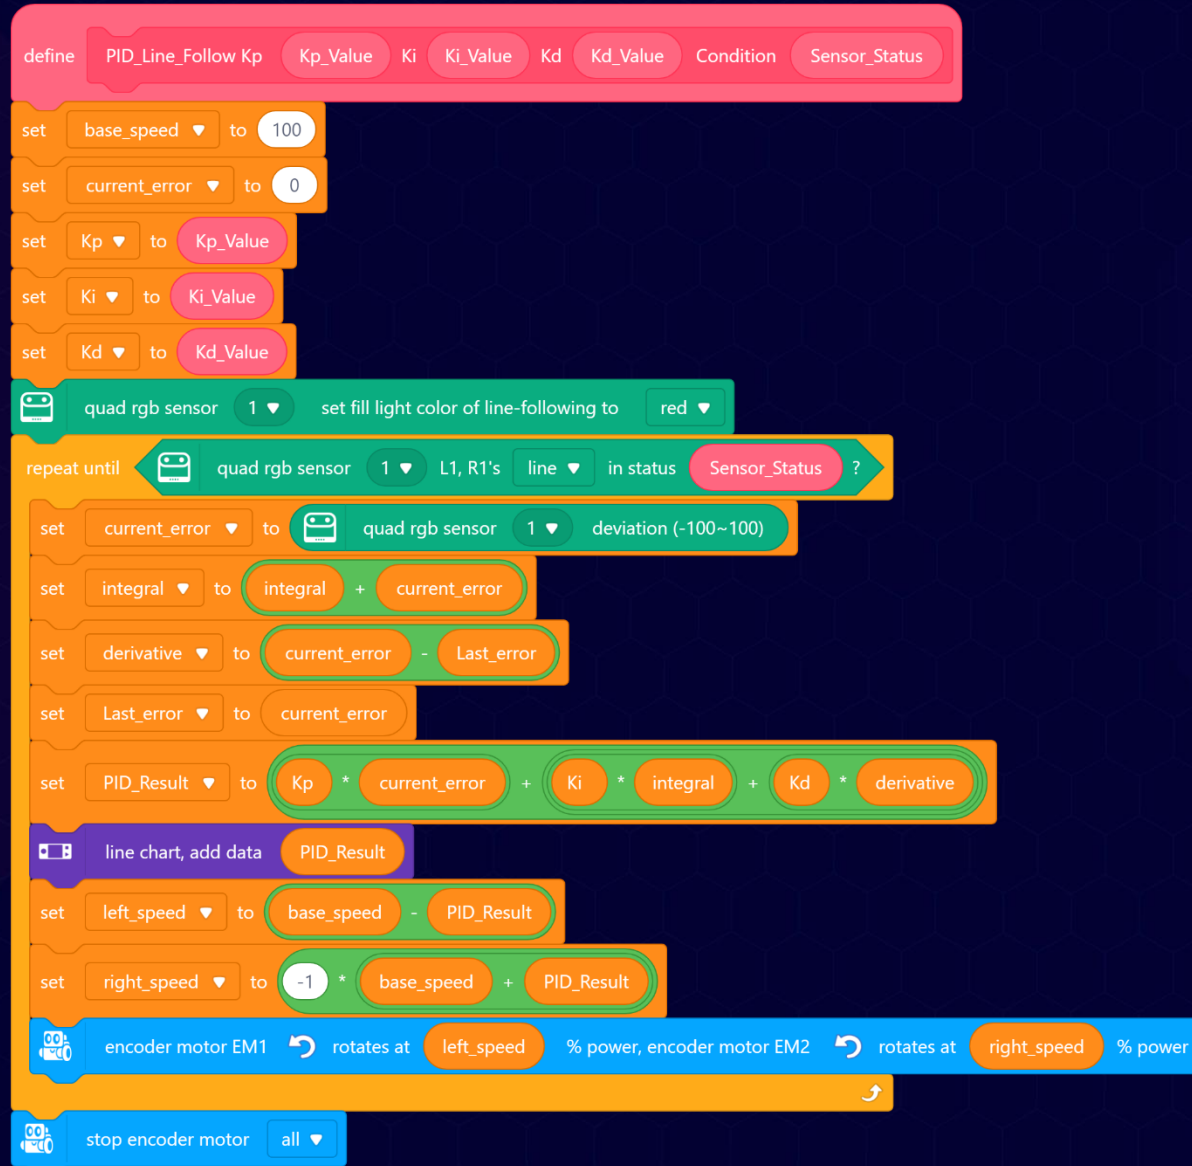 define PID_Line_Follow Kp Kp_Value Ki Ki_Value Kd Kd_Value Condition Sensor_Status
set base_speed to 100
set current_error to 0
set Kp to Kp_Value
set Ki to Ki_Value
set Kd to Kd_Value
quad rgb sensor 1 set fill light color of line-following to red
repeat until quad rgb sensor 1 L1, R1's line in status Sensor_Status ?
set current_error to quad rgb sensor 1 deviation (-100~100)
set integral to integral + current_error
set derivative to current_error - Last_error
set Last_error to current_error
set PID_Result to Kp * current_error + Ki * integral + Kd * derivative
line chart, add data PID_Result
set left_speed to base_speed - PID_Result
set right_speed to -1 * base_speed + PID_Result
encoder motor EM1 rotates at left_speed % power, encoder motor EM2 rotates at right_speed % power
stop encoder motor all